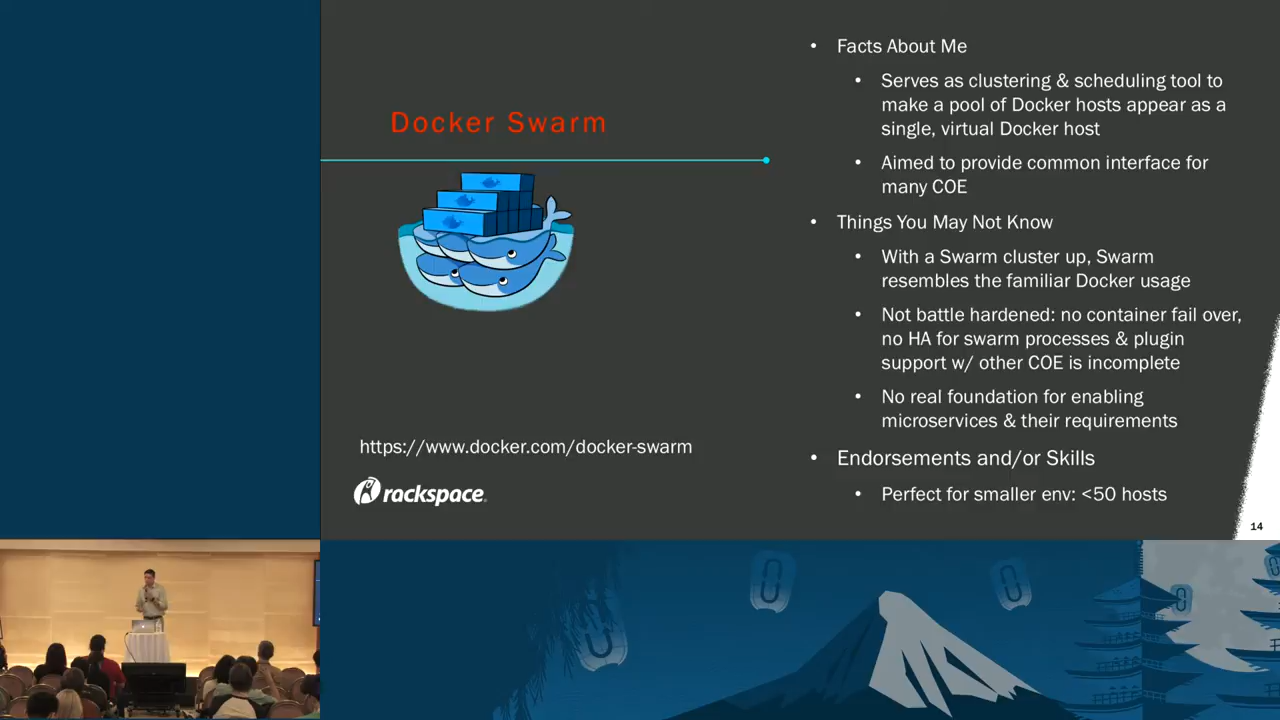 Docker Swarm
https://www.docker.com/docker-swarm
rackspace
• Facts About Me
• Serves as clustering & scheduling tool to
make a pool of Docker hosts appear as a
single, virtual Docker host
• Aimed to provide common interface for
many COE
• Things You May Not Know
• With a Swarm cluster up, Swarm
resembles the familiar Docker usage
• Not battle hardened: no container fail over,
no HA for swarm processes & plugin
support w/ other COE is incomplete
• No real foundation for enabling
microservices & their requirements
• Endorsements and/or Skills
• Perfect for smaller env: <50 hosts
14